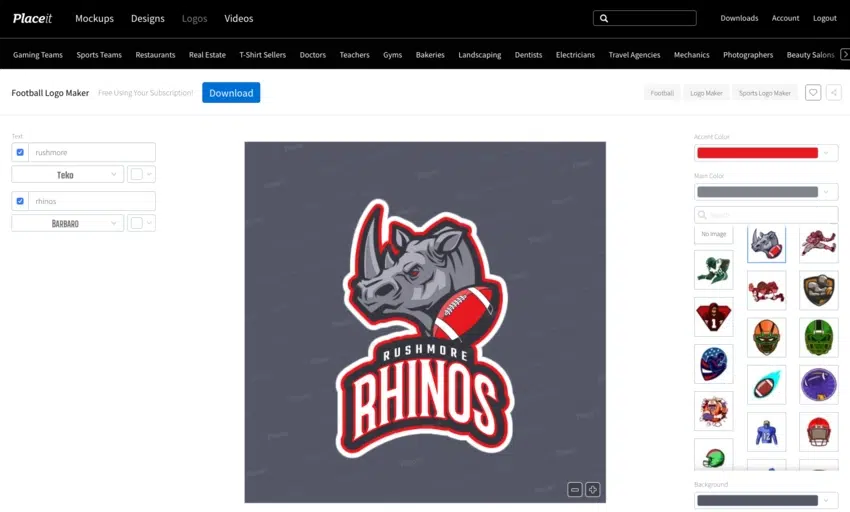 Placeit
Mockups Designs Logos Videos
Downloads Account Logout
Gaming Teams Sports Teams Restaurants Real Estate T-Shirt Sellers Doctors Teachers Gyms Bakeries Landscaping Dentists Electricians Travel Agencies Mechanics Photographers Beauty Salons
Football Logo Maker Free Using Your Subscription! Download
Football Logo Maker Sports Logo Maker
Text
rushmore
Teko
rhinos
BARBARO
RUSHMORE
RHINOS
Accent Color
Main Color
Search
No Image
Background